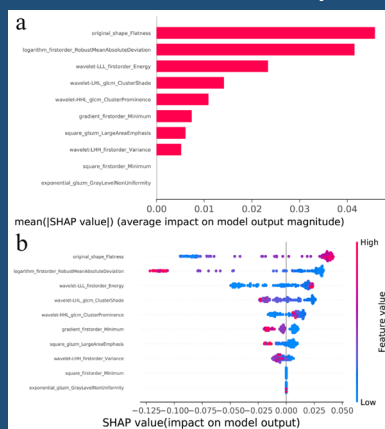 a
original_shape_Flatness
logarithm_firstorder_RobustMeanAbsoluteDeviation
wavelet-LLL_firstorder_Energy
wavelet-LHL_glcm_ClusterShade
wavelet-HHL_glcm_ClusterProminence
gradient_firstorder_Minimum
square_glszm_LargeAreaEmphasis
wavelet-LHH_firstorder_Variance
square_firstorder_Minimum
exponential_glszm_GrayLevelNonUniformity
0.00 0.01 0.02 0.03 0.04
mean(|SHAP value|) (average impact on model output magnitude)
b
High
original_shape_Flatness
logarithm_firstorder_RobustMeanAbsoluteDeviation
wavelet-LLL_firstorder_Energy
wavelet-LHL_glcm_ClusterShade
wavelet-HHL_glcm_ClusterProminence
gradient_firstorder_Minimum
square_glszm_LargeAreaEmphasis
wavelet-LHH_firstorder_Variance
square_firstorder_Minimum
exponential_glszm_GrayLevelNonUniformity
Feature value
Low
−0.125−0.100−0.075−0.050−0.025 0.000 0.025 0.050
SHAP value(impact on model output)